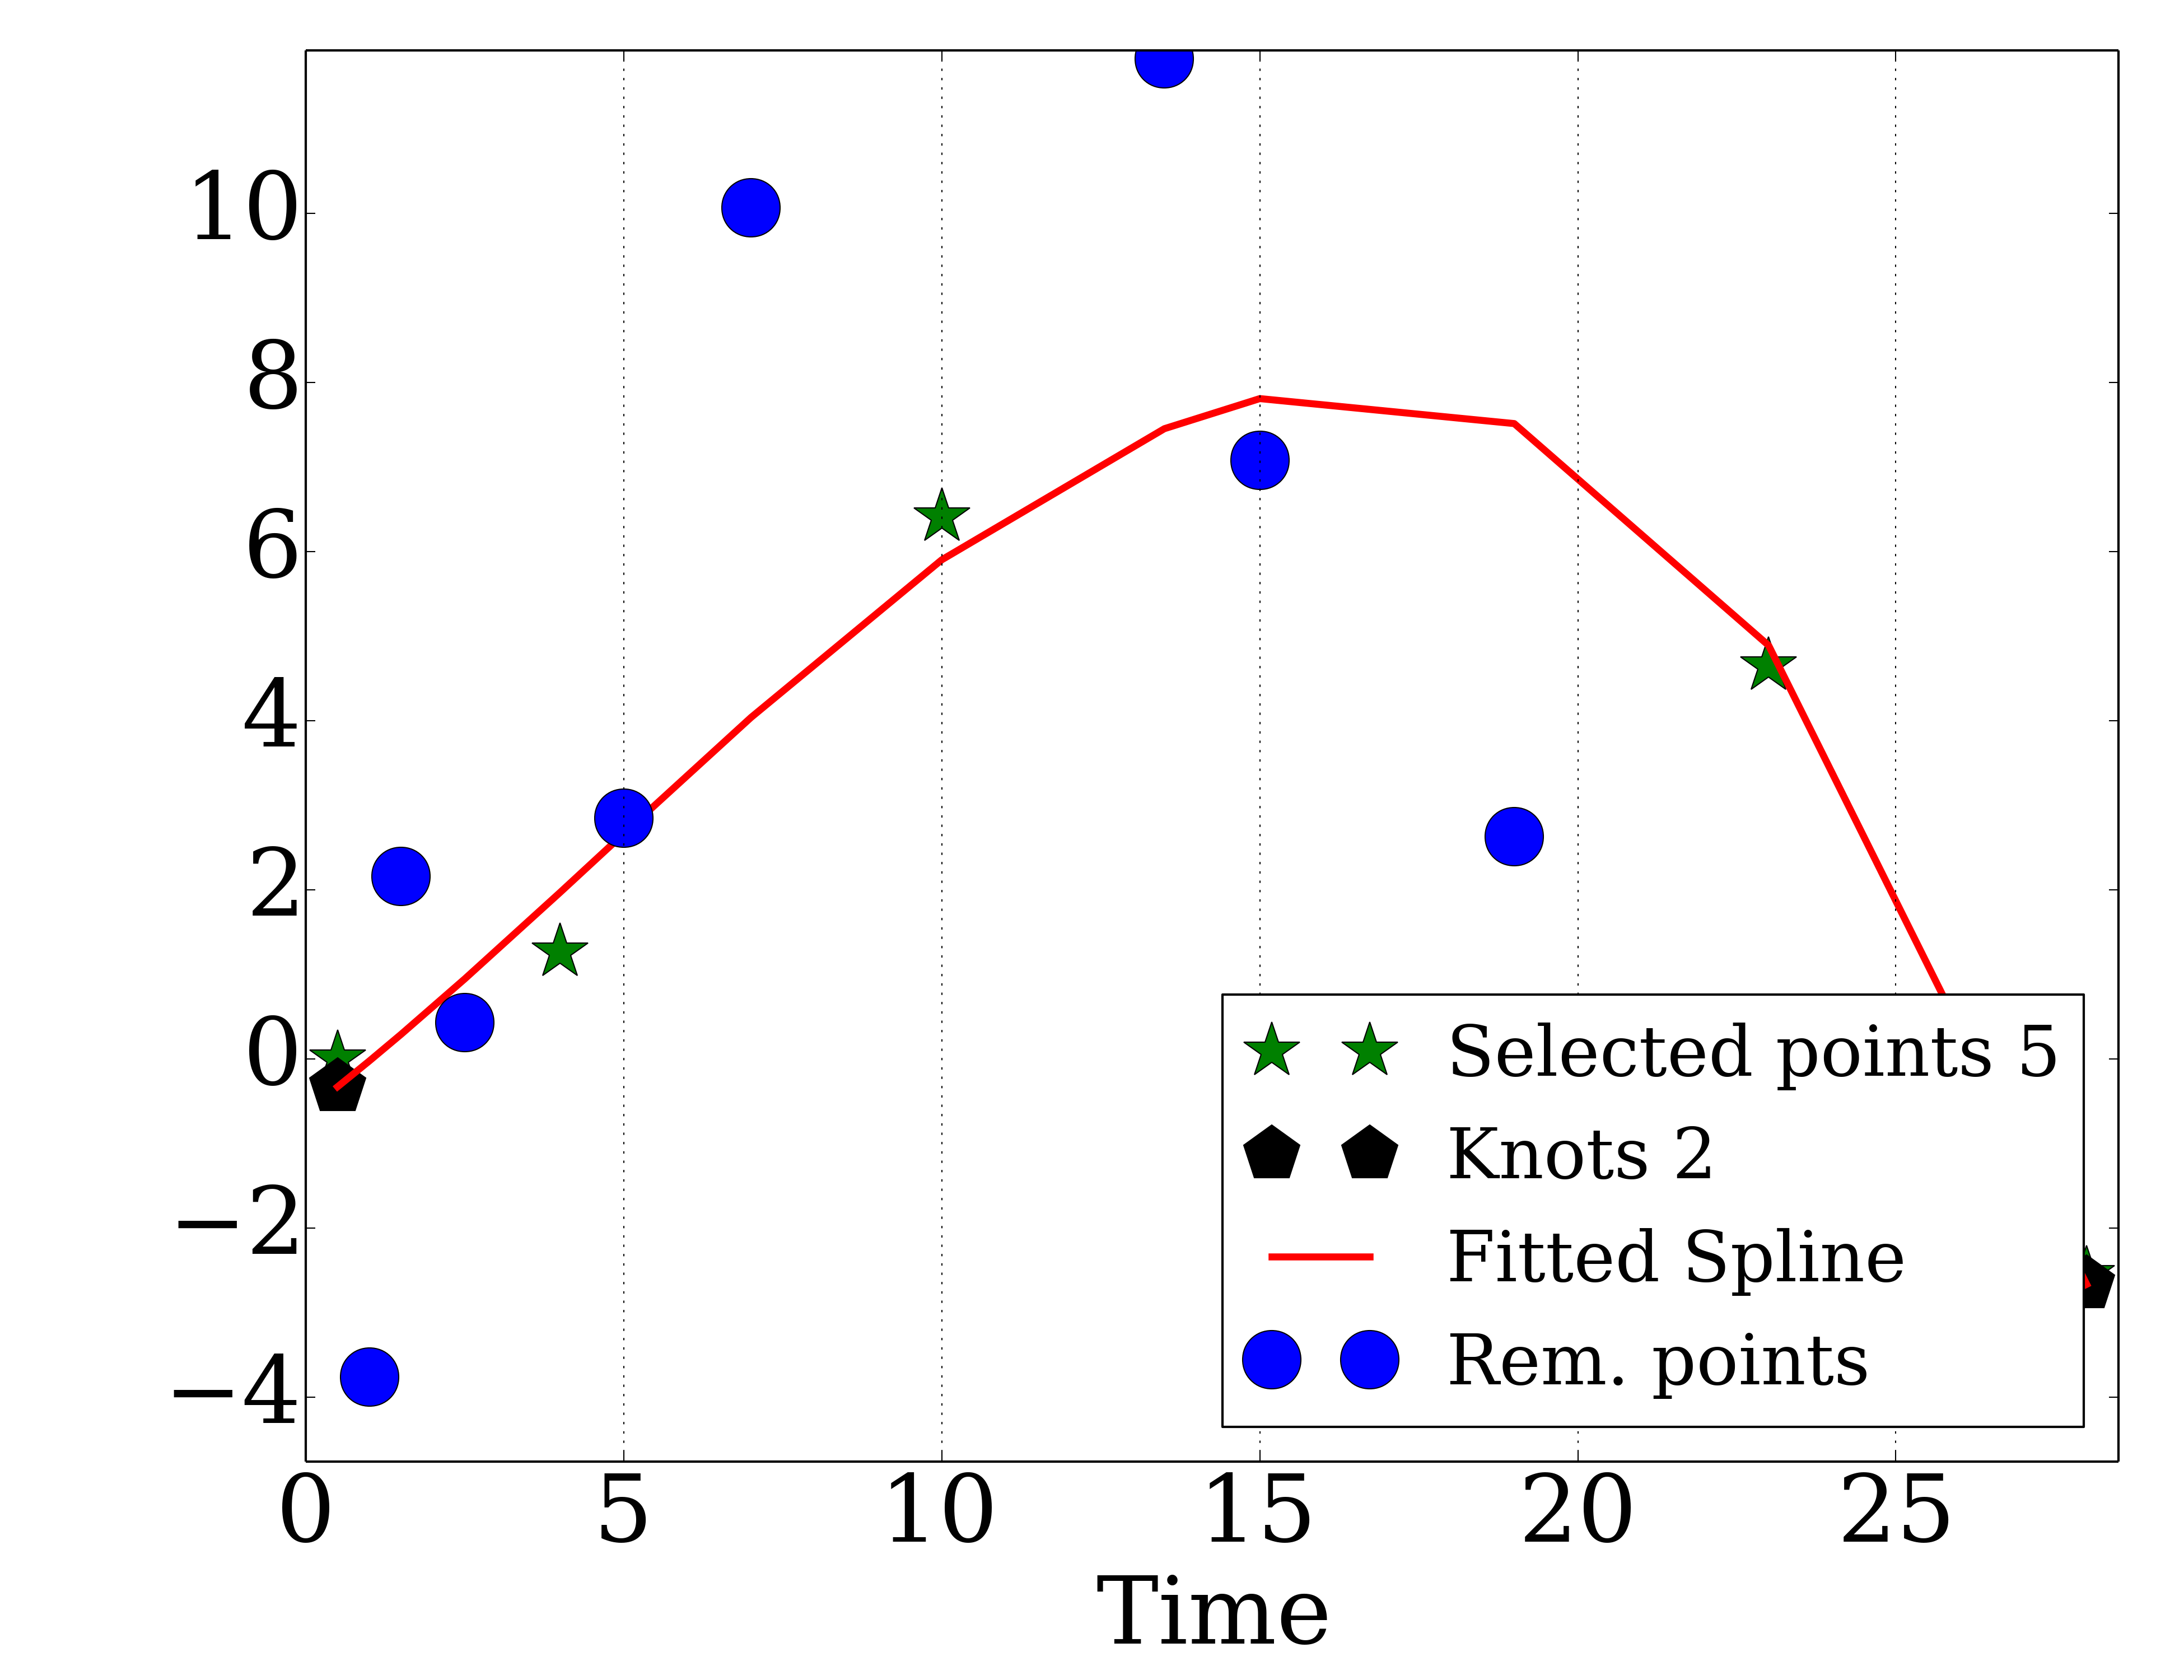 10
8
6
4
2
0
−2
−4
Selected points 5
Knots 2
Fitted Spline
Rem. points
0 5 10 15 20 25
Time